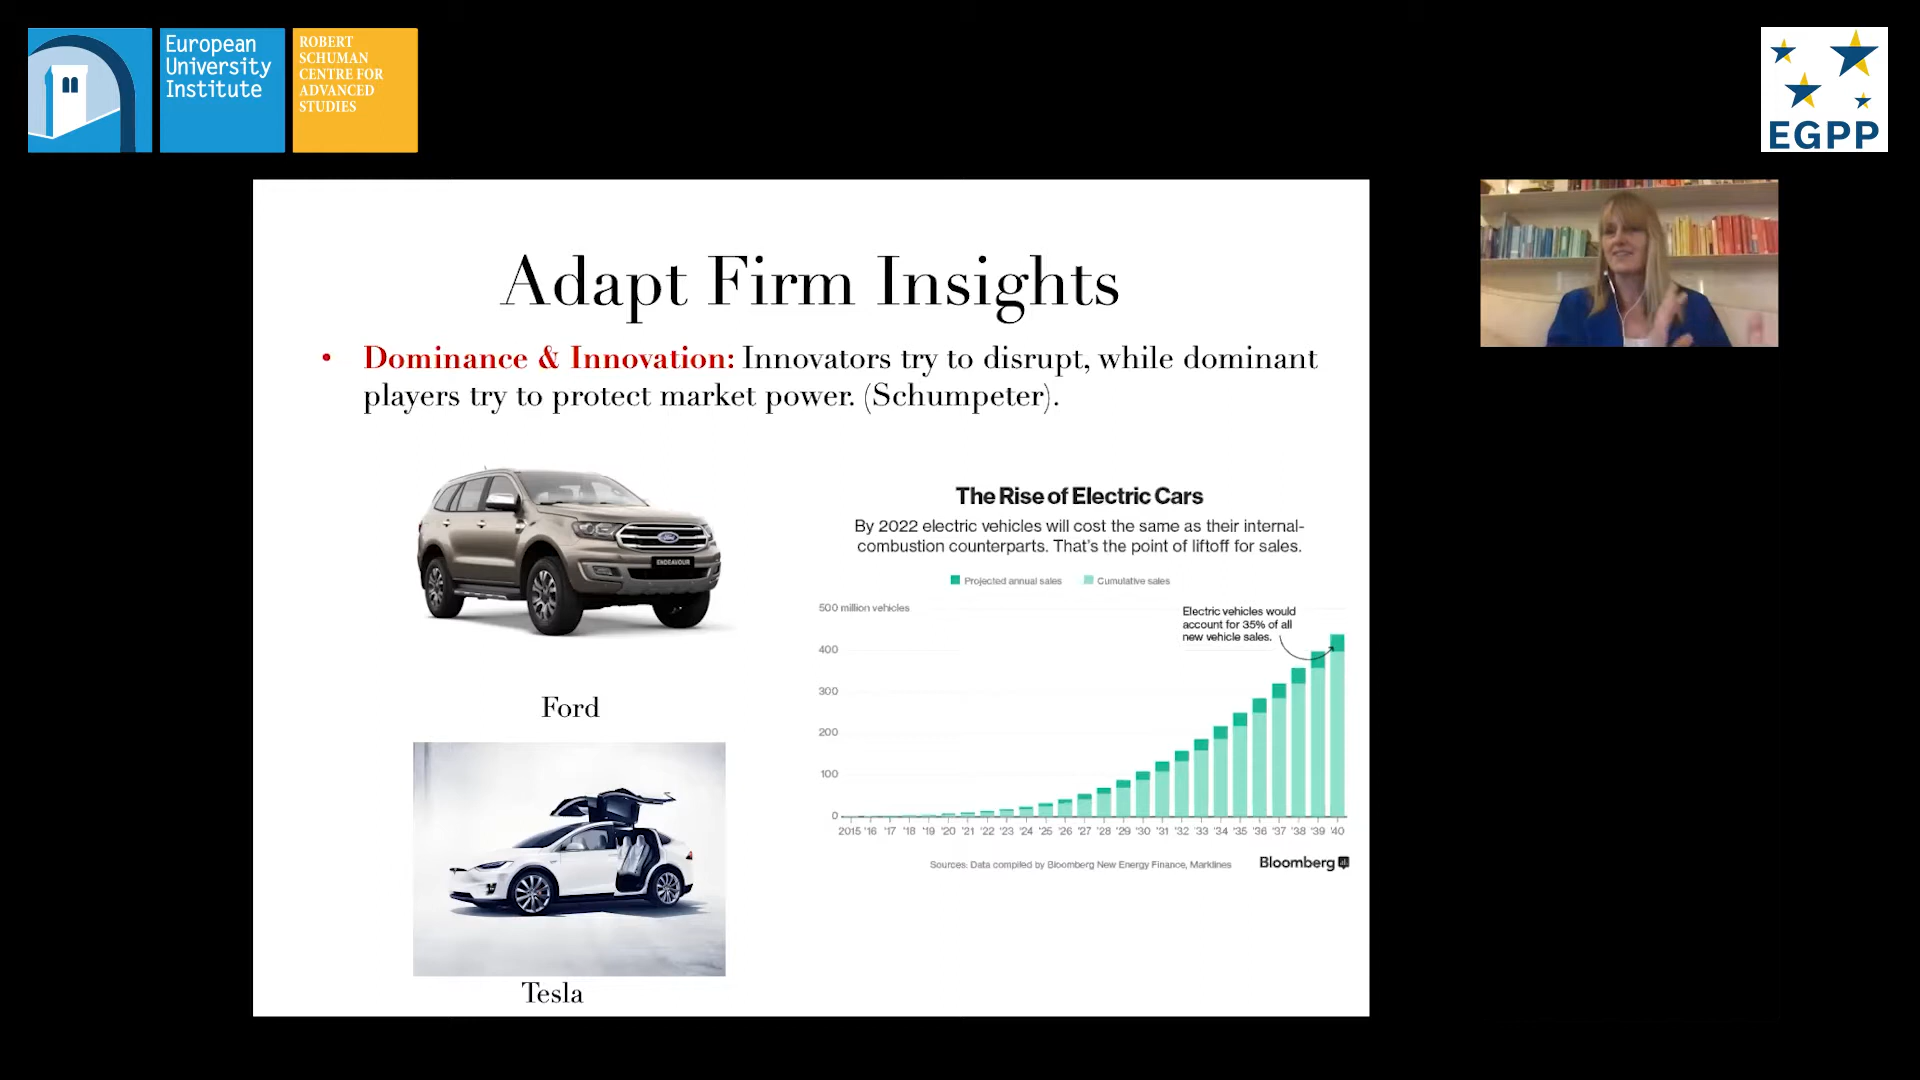 European
University
Institute
ROBERT
SCHUMAN
CENTRE FOR
ADVANCED
STUDIES
EGPP
Adapt Firm Insights
• Dominance & Innovation: Innovators try to disrupt, while dominant
players try to protect market power. (Schumpeter).
ENDEAVOUR
Ford
Tesla
The Rise of Electric Cars
By 2022 electric vehicles will cost the same as their internal-
combustion counterparts. That's the point of liftoff for sales.
Projected annual sales Cumulative sales
500 million vehicles
Electric vehicles would
account for 35% of all
new vehicle sales.
400
300
200
100
0
2015 '16 '17 '18 '19 '20 '21 '22 '23 '24 '25 '26 '27 '28 '29 '30 '31 '32 '33 '34 '35 '36 '37 '38 '39 '40
Sources: Data compiled by Bloomberg New Energy Finance, Marklines
Bloomberg